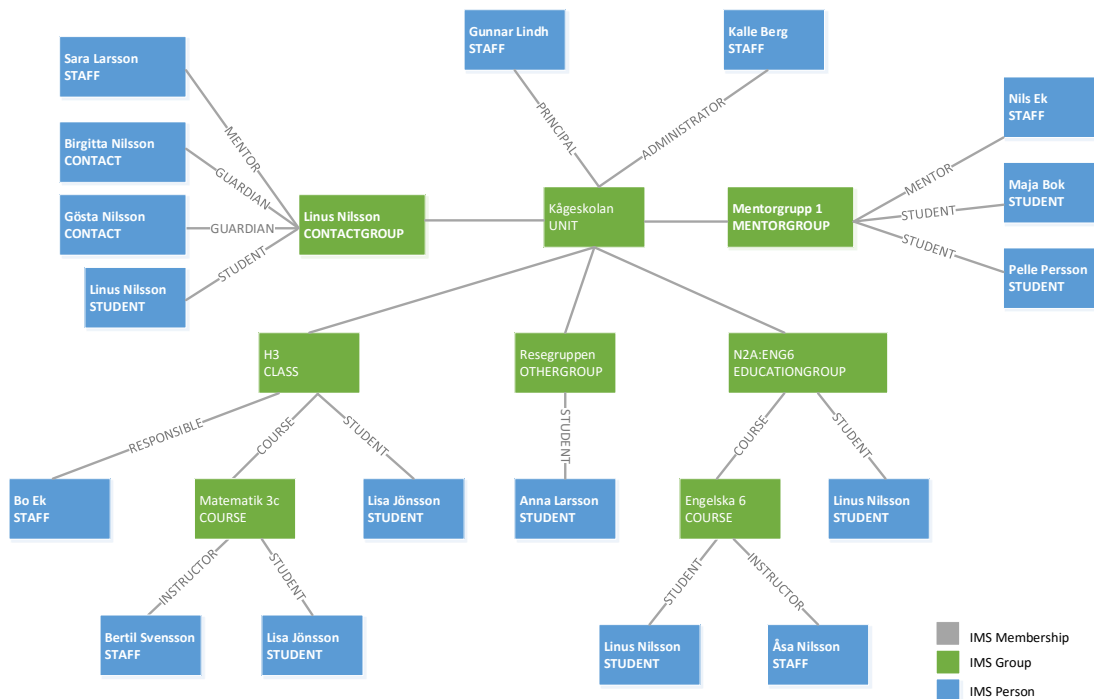 Gunnar Lindh
STAFF
Kalle Berg
STAFF
Sara Larsson
STAFF
Nils Ek
STAFF
PRINCIPAL
ADMINISTRATOR
MENTOR
Birgitta Nilsson
CONTACT
GUARDIAN
MENTOR
Maja Bok
STUDENT
STUDENT
Gösta Nilsson
CONTACT
GUARDIAN
Linus Nilsson
CONTACTGROUP
Kågeskolan
UNIT
Mentorgrupp 1
MENTORGROUP
STUDENT
STUDENT
Linus Nilsson
STUDENT
Pelle Persson
STUDENT
H3
CLASS
Resegruppen
OTHERGROUP
N2A:ENG6
EDUCATIONGROUP
RESPONSIBLE
COURSE
STUDENT
STUDENT
COURSE
STUDENT
Bo Ek
STAFF
Matematik 3c
COURSE
Lisa Jönsson
STUDENT
Anna Larsson
STUDENT
Engelska 6
COURSE
Linus Nilsson
STUDENT
INSTRUCTOR
STUDENT
STUDENT
INSTRUCTOR
Bertil Svensson
STAFF
Lisa Jönsson
STUDENT
Linus Nilsson
STUDENT
Åsa Nilsson
STAFF
IMS Membership
IMS Group
IMS Person